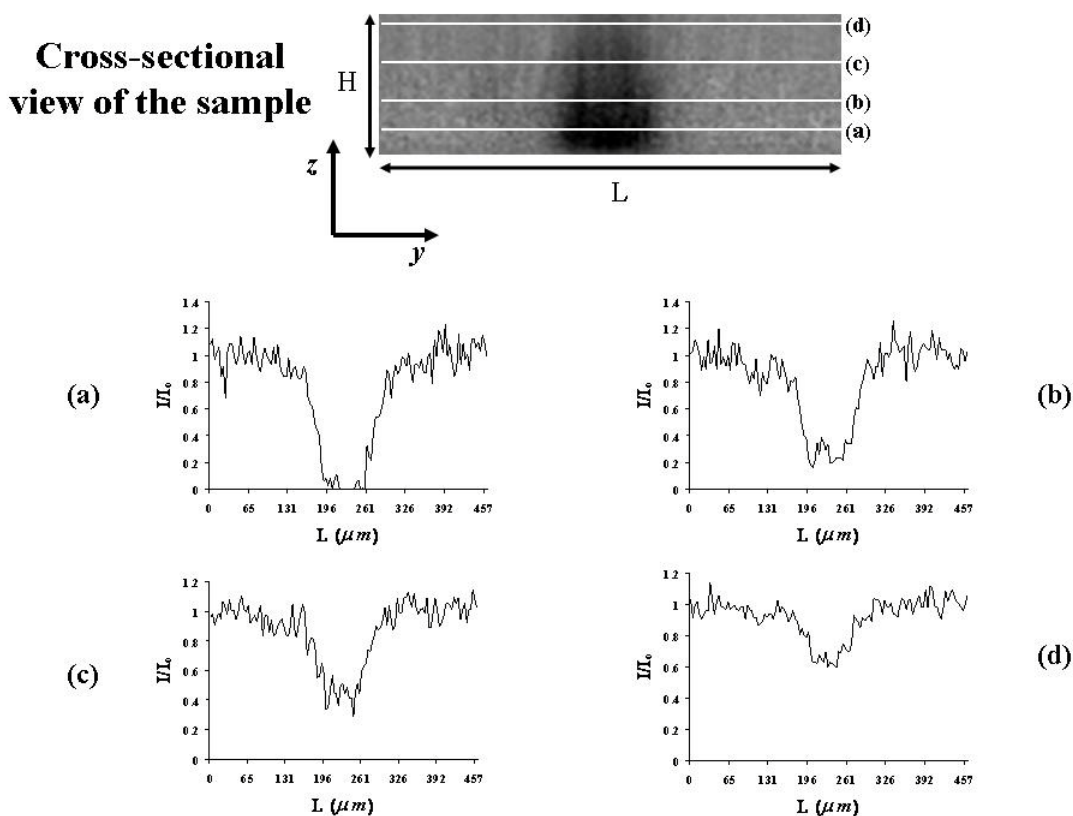 Cross-sectional
view of the sample
H
(d)
(c)
(b)
(a)
L
z
y
(a)
1.4
1.2
1
0.8
0.6
0.4
0.2
0
I/I₀
0 65 131 196 261 326 392 457
L (μm)
(b)
1.4
1.2
1
0.8
0.6
0.4
0.2
0
I/I₀
0 65 131 196 261 326 392 457
L (μm)
(c)
1.2
1
0.8
0.6
0.4
0.2
0
I/I₀
0 65 131 196 261 326 392 457
L (μm)
(d)
1.2
1
0.8
0.6
0.4
0.2
0
I/I₀
0 65 131 196 261 326 392 457
L (μm)